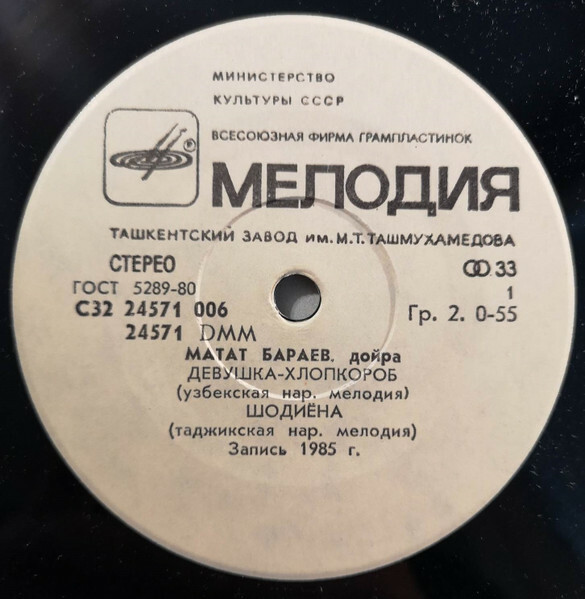 МИНИСТЕРСТВО
КУЛЬТУРЫ СССР
ВСЕСОЮЗНАЯ ФИРМА ГРАМПЛАСТИНОК
МЕЛОДИЯ
ТАШКЕНТСКИЙ ЗАВОД ИМ. М.Т. ТАШМУХАМЕДОВА
СТЕРЕО 33
ГОСТ 5289-80 1
С32 24571 006 Гр. 2. 0-55
24571 DMM
МАТАТ БАРАЕВ, дойра
ДЕВУШКА-ХЛОПКОРОБ
(узбекская нар. мелодия)
ШОДИЁНА
(таджикская нар. мелодия)
Запись 1985 г.